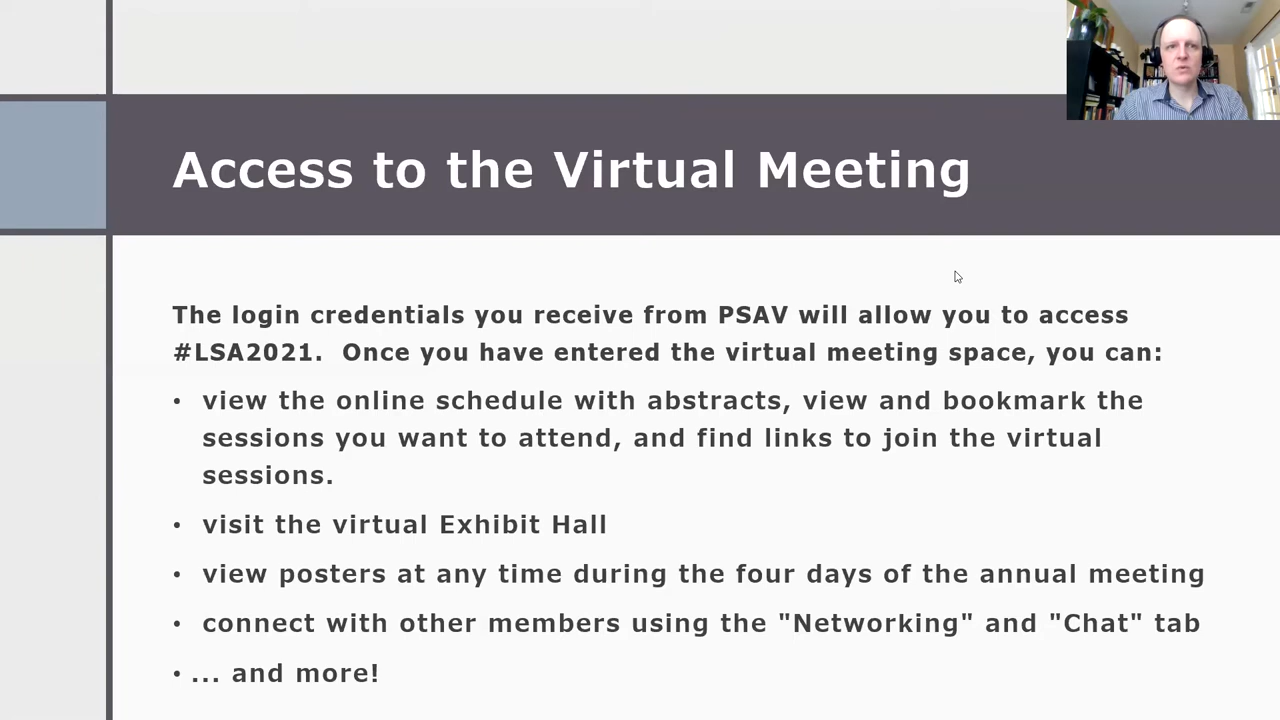 Access to the Virtual Meeting
The login credentials you receive from PSAV will allow you to access
#LSA2021.  Once you have entered the virtual meeting space, you can:
• view the online schedule with abstracts, view and bookmark the
sessions you want to attend, and find links to join the virtual
sessions.
• visit the virtual Exhibit Hall
• view posters at any time during the four days of the annual meeting
• connect with other members using the "Networking" and "Chat" tab
• ... and more!